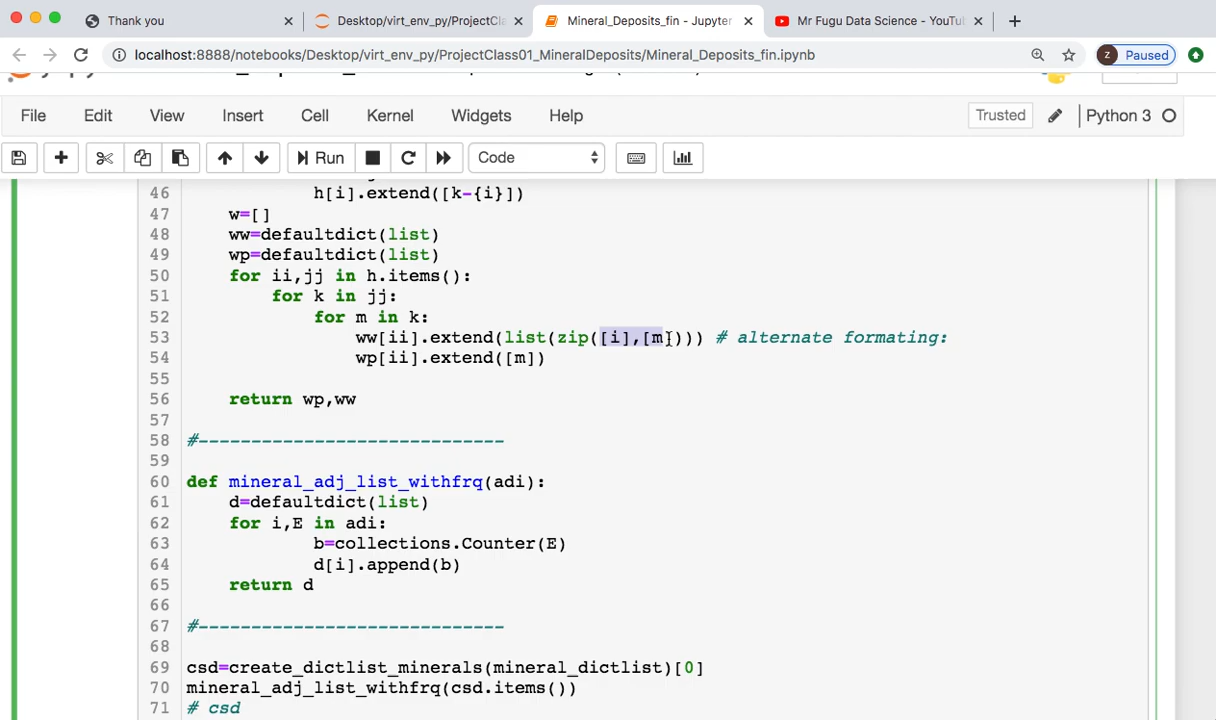 Thank you
Desktop/virt_env_py/ProjectCla
Mineral_Deposits_fin - Jupyter
Mr Fugu Data Science - YouTu
localhost:8888/notebooks/Desktop/virt_env_py/ProjectClass01_MineralDeposits/Mineral_Deposits_fin.ipynb
Z Paused
File Edit View Insert Cell Kernel Widgets Help Trusted Python 3
Run Code
46 h[i].extend([k-{i}])
47 w=[]
48 ww=defaultdict(list)
49 wp=defaultdict(list)
50 for ii,jj in h.items():
51 for k in jj:
52 for m in k:
53 ww[ii].extend(list(zip([i],[m]))) # alternate formating:
54 wp[ii].extend([m])
55
56 return wp,ww
57
58 #-----------------------------
59
60 def mineral_adj_list_withfrq(adi):
61 d=defaultdict(list)
62 for i,E in adi:
63 b=collections.Counter(E)
64 d[i].append(b)
65 return d
66
67 #-----------------------------
68
69 csd=create_dictlist_minerals(mineral_dictlist)[0]
70 mineral_adj_list_withfrq(csd.items())
71 # csd